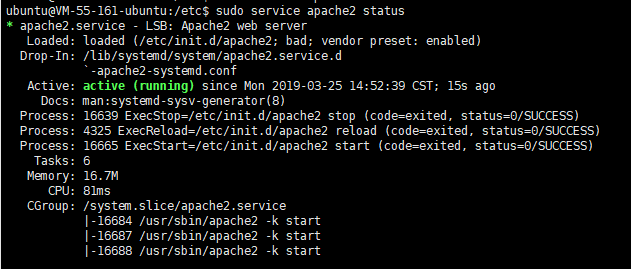 ubuntu@VM-55-161-ubuntu:/etc$ sudo service apache2 status
* apache2.service - LSB: Apache2 web server
   Loaded: loaded (/etc/init.d/apache2; bad; vendor preset: enabled)
  Drop-In: /lib/systemd/system/apache2.service.d
           `-apache2-systemd.conf
   Active: active (running) since Mon 2019-03-25 14:52:39 CST; 15s ago
     Docs: man:systemd-sysv-generator(8)
  Process: 16639 ExecStop=/etc/init.d/apache2 stop (code=exited, status=0/SUCCESS)
  Process: 4325 ExecReload=/etc/init.d/apache2 reload (code=exited, status=0/SUCCESS)
  Process: 16665 ExecStart=/etc/init.d/apache2 start (code=exited, status=0/SUCCESS)
    Tasks: 6
   Memory: 16.7M
      CPU: 81ms
   CGroup: /system.slice/apache2.service
           |-16684 /usr/sbin/apache2 -k start
           |-16687 /usr/sbin/apache2 -k start
           |-16688 /usr/sbin/apache2 -k start